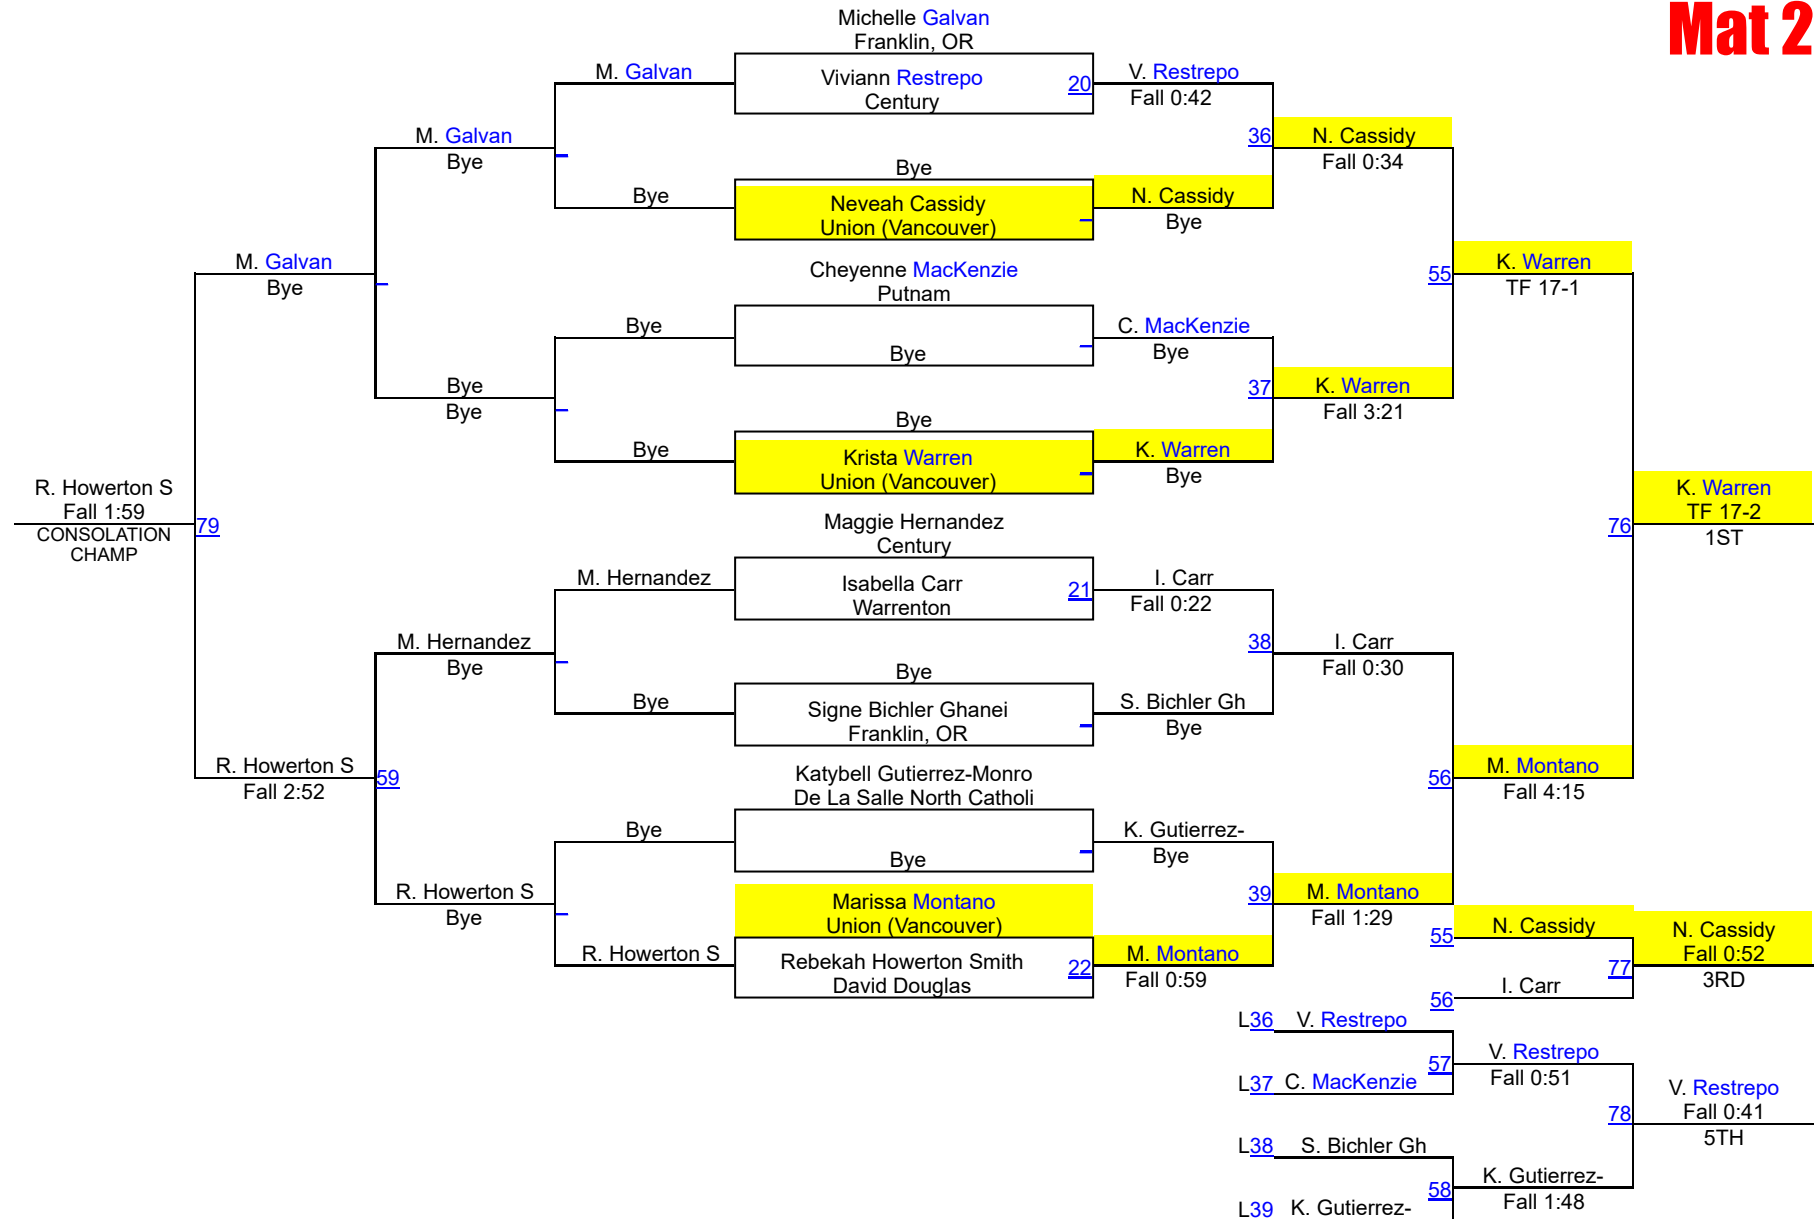 Mat 2
Michelle Galvan
Franklin, OR
M. Galvan
Viviann Restrepo
Century
20
V. Restrepo
Fall 0:42
M. Galvan
Bye
36
N. Cassidy
Fall 0:34
Bye
Bye
Neveah Cassidy
Union (Vancouver)
N. Cassidy
Bye
M. Galvan
Bye
Cheyenne MacKenzie
Putnam
55
K. Warren
TF 17-1
Bye
Bye
C. MacKenzie
Bye
Bye
Bye
37
K. Warren
Fall 3:21
Bye
Bye
Krista Warren
Union (Vancouver)
K. Warren
Bye
R. Howerton S
Fall 1:59
CONSOLATION
CHAMP
79
76
K. Warren
TF 17-2
1ST
Maggie Hernandez
Century
M. Hernandez
Isabella Carr
Warrenton
21
I. Carr
Fall 0:22
M. Hernandez
Bye
38
I. Carr
Fall 0:30
Bye
Bye
Signe Bichler Ghanei
Franklin, OR
S. Bichler Gh
Bye
R. Howerton S
Fall 2:52
59
Katybell Gutierrez-Monro
De La Salle North Catholi
56
M. Montano
Fall 4:15
Bye
Bye
K. Gutierrez-
Bye
R. Howerton S
Bye
39
M. Montano
Fall 1:29
Marissa Montano
Union (Vancouver)
R. Howerton S
Rebekah Howerton Smith
David Douglas
22
M. Montano
Fall 0:59
55
N. Cassidy
77
N. Cassidy
Fall 0:52
3RD
56
I. Carr
L36 V. Restrepo
57
V. Restrepo
Fall 0:51
L37 C. MacKenzie
78
V. Restrepo
Fall 0:41
5TH
L38 S. Bichler Gh
58
K. Gutierrez-
Fall 1:48
L39 K. Gutierrez-